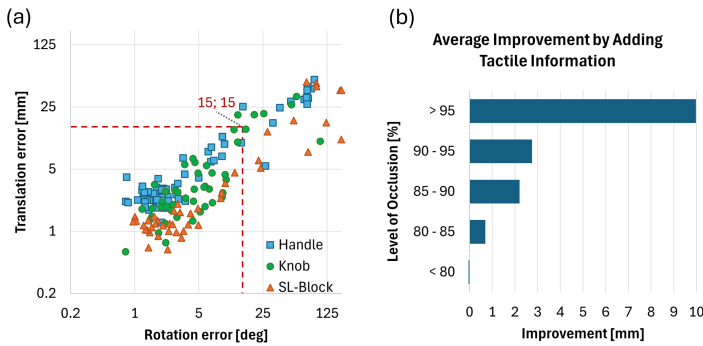 (a)
125
25
5
1
0.2
Translation error [mm]
15; 15
Handle
Knob
SL-Block
0.2 1 5 25 125
Rotation error [deg]
(b)
[%]
Average Improvement by Adding
Tactile Information
Level of Occlusion [%]
> 95
90 - 95
85 - 90
80 - 85
< 80
0 1 2 3 4 5 6 7 8 9 10
Improvement [mm]